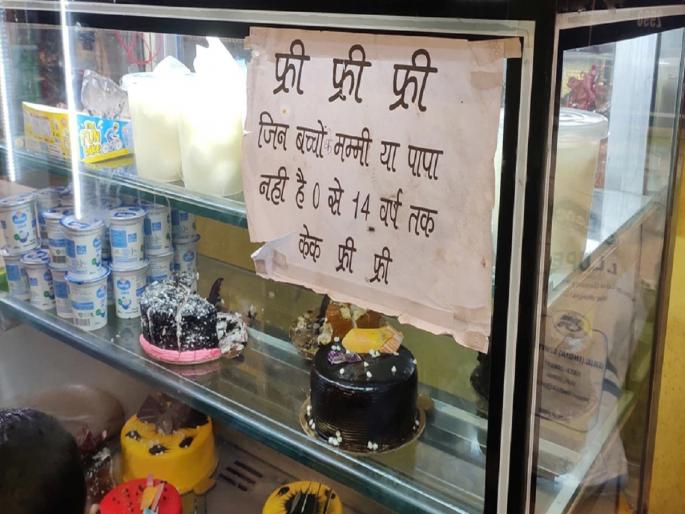 फ्री फ्री फ्री
जिन बच्चों के मम्मी या पापा
नही है 0 से 14 वर्ष तक
केक फ्री फ्री